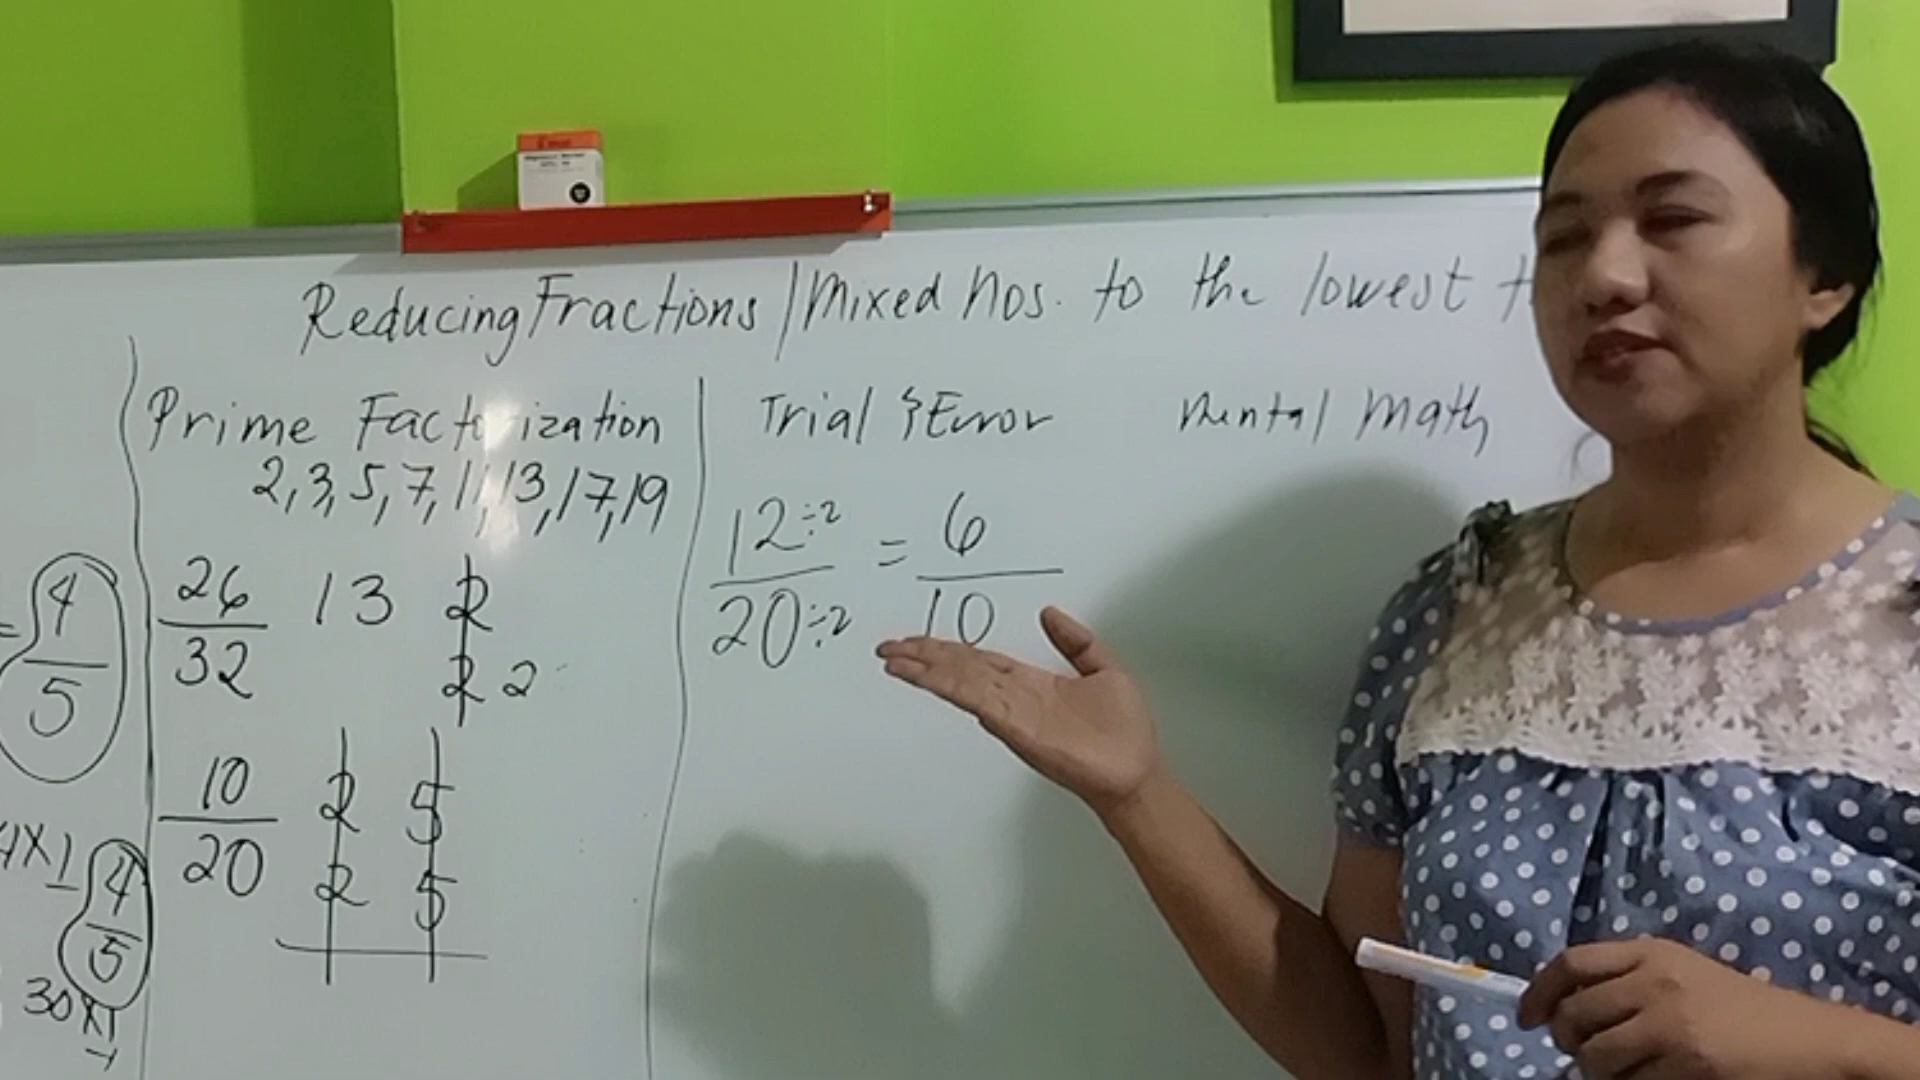 Reducing Fractions / Mixed Nos. to the lowest t
Prime Factorization
2, 3, 5, 7, 11, 13, 17, 19
= 4
5
26 13 2
32 2 2
10 2 5
20 2 5
4
5
30x1
Trial & Error
12÷2 = 6
20÷2 10
Mental Math